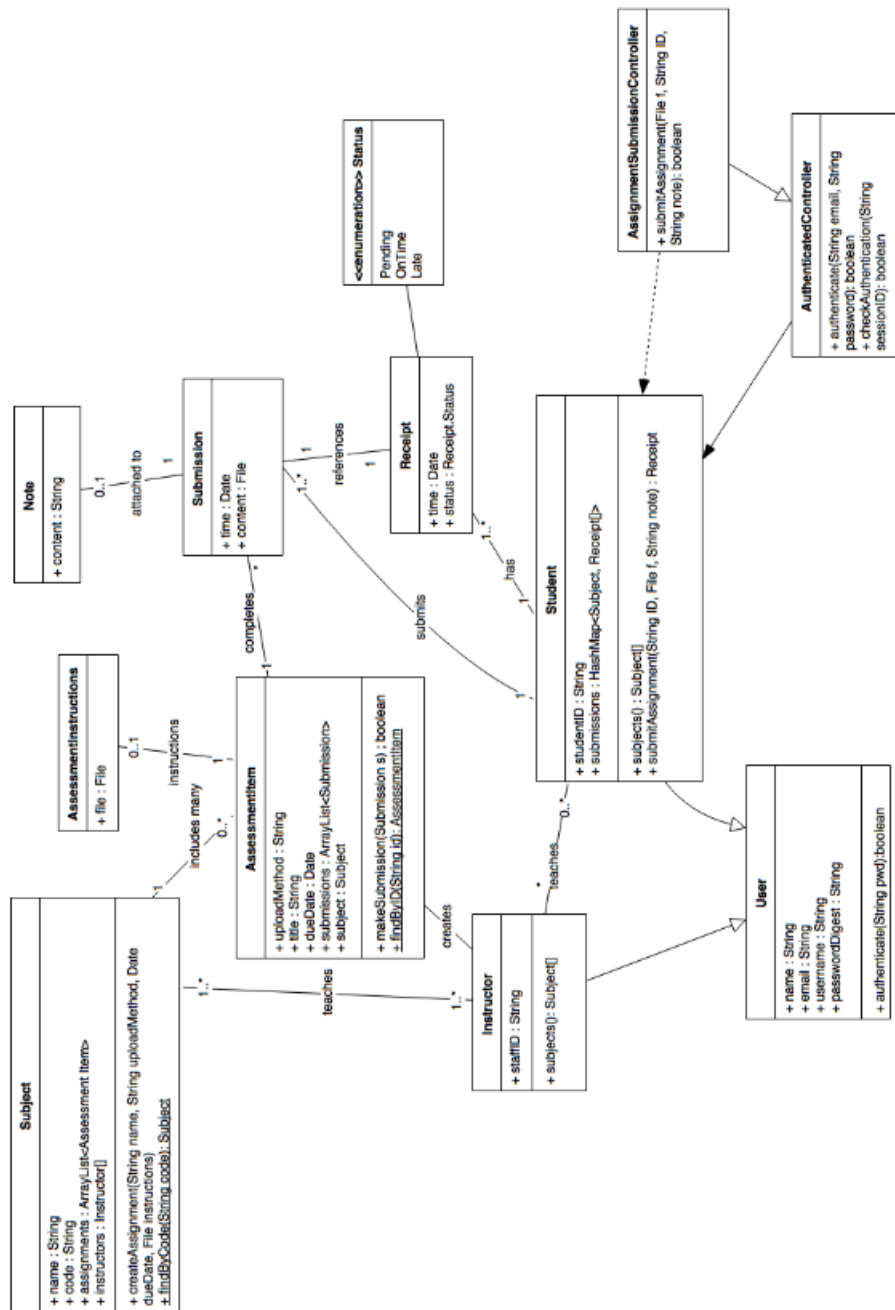 Subject
+ name : String
+ code : String
+ assignments : ArrayList<Assessment Item>
+ instructors : Instructor[]
+ createAssignment(String name, String uploadMethod, Date
dueDate, File instructions)
+ findByCode(String code): Subject
AssessmentInstructions
+ file : File
Note
+ content : String
instructions
0..1
1
includes many
1
0..*
attached to
0..1
1
AssessmentItem
+ uploadMethod : String
+ title : String
+ dueDate : Date
+ submissions : ArrayList<Submission>
+ subject : Subject
+ makeSubmission(Submission s) : boolean
+ findByID(String id): AssessmentItem
completes
1
*
Submission
+ time : Date
+ content : File
teaches
1..*
1..*
creates
submits
1
1..*
references
1
1
<<enumeration>> Status
Pending
OnTime
Late
Receipt
+ time : Date
+ status : Receipt.Status
has
1
1..*
Instructor
+ staffID : String
+ subjects(): Subject[]
teaches
*
0..*
Student
+ studentID : String
+ submissions : HashMap<Subject, Receipt[]>
+ subjects() : Subject[]
+ submitAssignment(String ID, File f, String note) : Receipt
AssignmentSubmissionController
+ submitAssignment(File f, String ID,
String note): boolean
User
+ name : String
+ email : String
+ username : String
+ passwordDigest : String
+ authenticate(String pwd):boolean
AuthenticatedController
+ authenticate(String email, String
password): boolean
+ checkAuthentication(String
sessionID): boolean